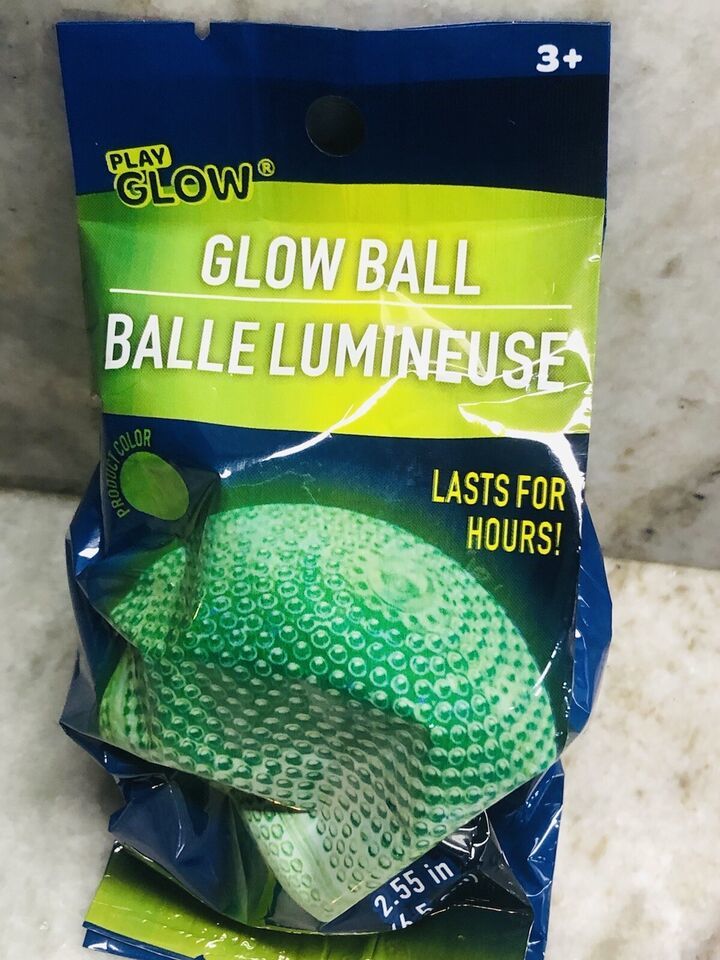 3+
PLAY
GLOW®
GLOW BALL
BALLE LUMINEUSE
PRODUCT COLOR
LASTS FOR
HOURS!
2.55 in